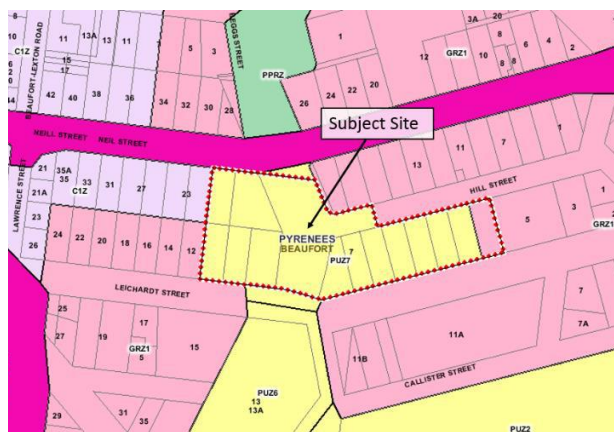 8
10
11
13A
13
11
C1Z
BEAUFORT-LEXTON ROAD
15
17
42
40
38
36
44
5
3
34
32
30
28
BEGGS STREET
PPRZ
1
26
24
22
20
3A
20
GRZ1
12
10
8
6
4
2
8
8
NEILL STREET
NEIL STREET
Subject Site
LAWRENCE STREET
21
35A
35
33
31
27
23
21A
C1Z
23
26
24
22
20
18
16
14
12
13
11
7
1
HILL STREET
5
3
1
GRZ1
PYRENEES
BEAUFORT
7
PUZ7
LEICHARDT STREET
25
27
19
17
GRZ1
5
15
29
31
35
PUZ6
13
13A
11B
11A
7
7A
CALLISTER STREET
PUZ2